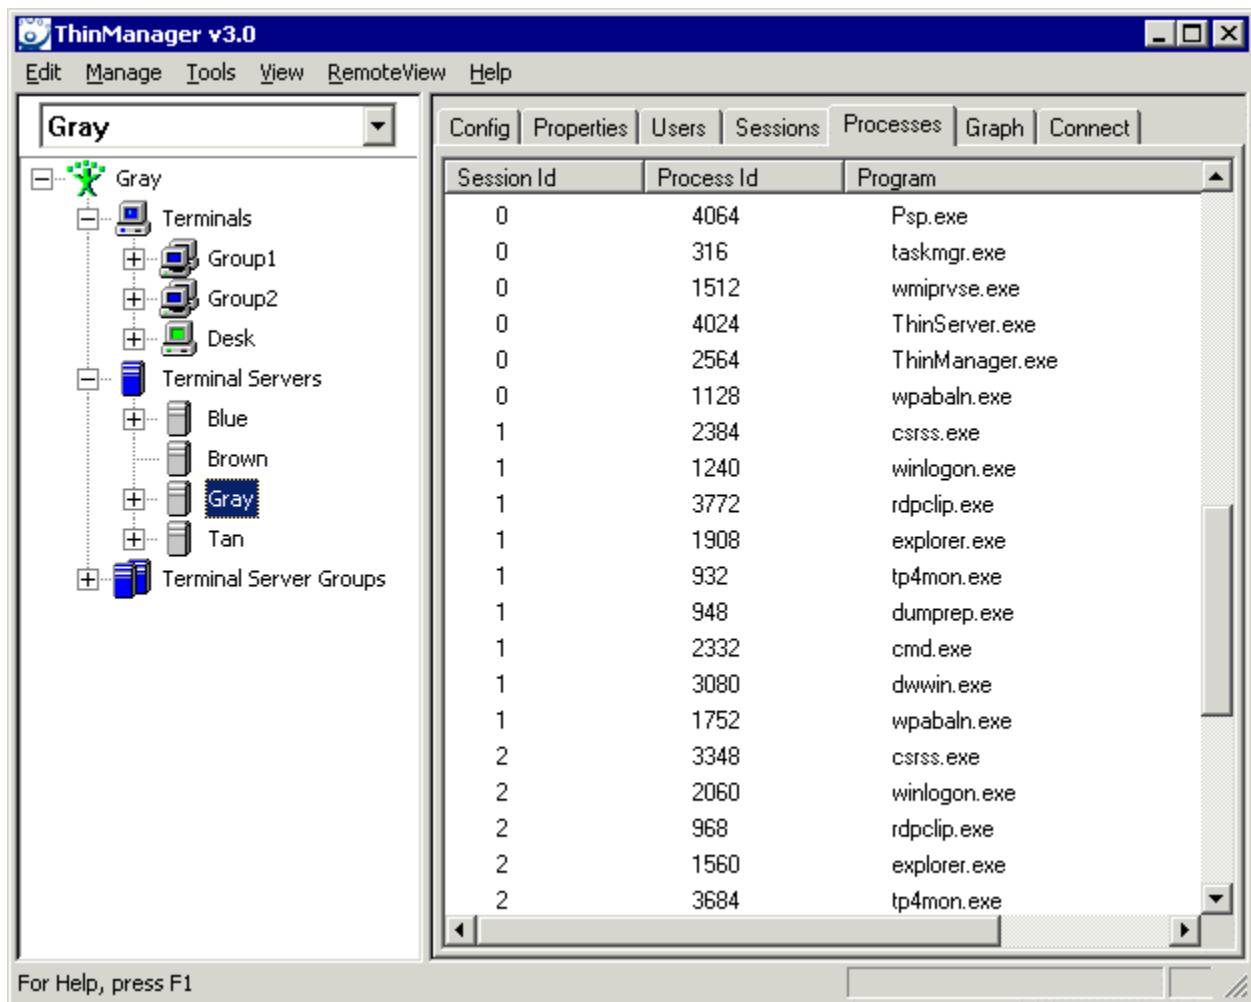 ThinManager v3.0
Edit Manage Tools View RemoteView Help
Gray
Gray
Terminals
Group1
Group2
Desk
Terminal Servers
Blue
Brown
Gray
Tan
Terminal Server Groups
Config Properties Users Sessions Processes Graph Connect
Session Id Process Id Program
0 4064 Psp.exe
0 316 taskmgr.exe
0 1512 wmiprvse.exe
0 4024 ThinServer.exe
0 2564 ThinManager.exe
0 1128 wpabaln.exe
1 2384 csrss.exe
1 1240 winlogon.exe
1 3772 rdpclip.exe
1 1908 explorer.exe
1 932 tp4mon.exe
1 948 dumprep.exe
1 2332 cmd.exe
1 3080 dwwin.exe
1 1752 wpabaln.exe
2 3348 csrss.exe
2 2060 winlogon.exe
2 968 rdpclip.exe
2 1560 explorer.exe
2 3684 tp4mon.exe
For Help, press F1